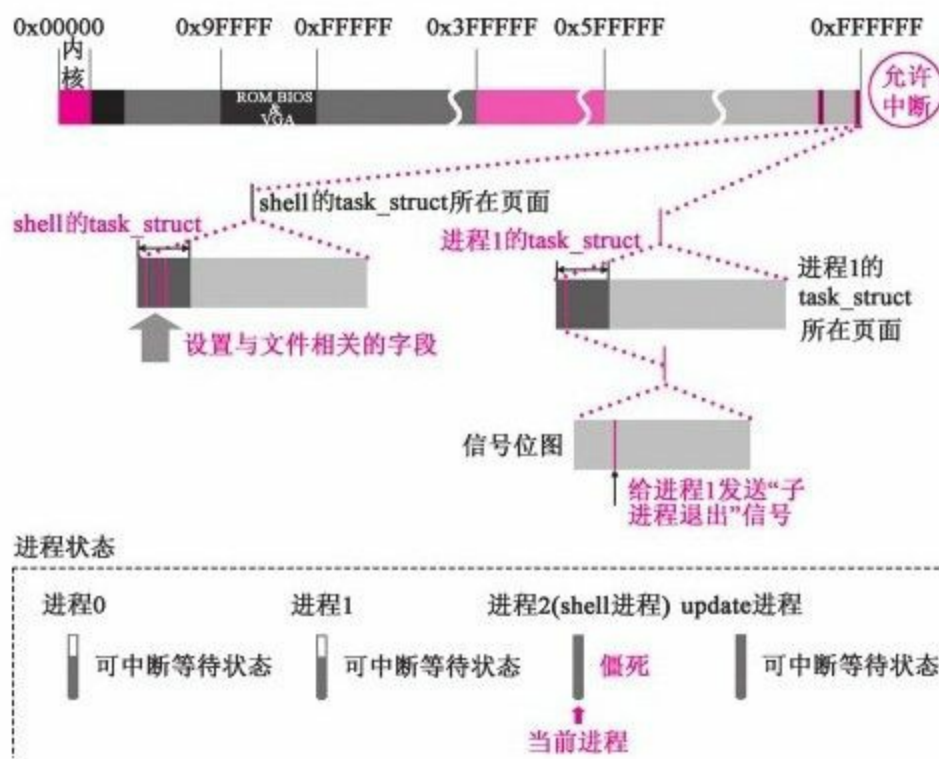 0x00000 0x9FFFF 0xFFFFF 0x3FFFFF 0x5FFFFF 0xFFFFFF
内
核
ROM BIOS
&
VGA
允许
中断
shell的task_struct所在页面
shell的task_struct
进程1的task_struct
进程1的
task_struct
所在页面
设置与文件相关的字段
信号位图
给进程1发送“子
进程退出”信号
进程状态
进程0 进程1 进程2(shell进程) update进程
可中断等待状态 可中断等待状态 僵死 可中断等待状态
当前进程